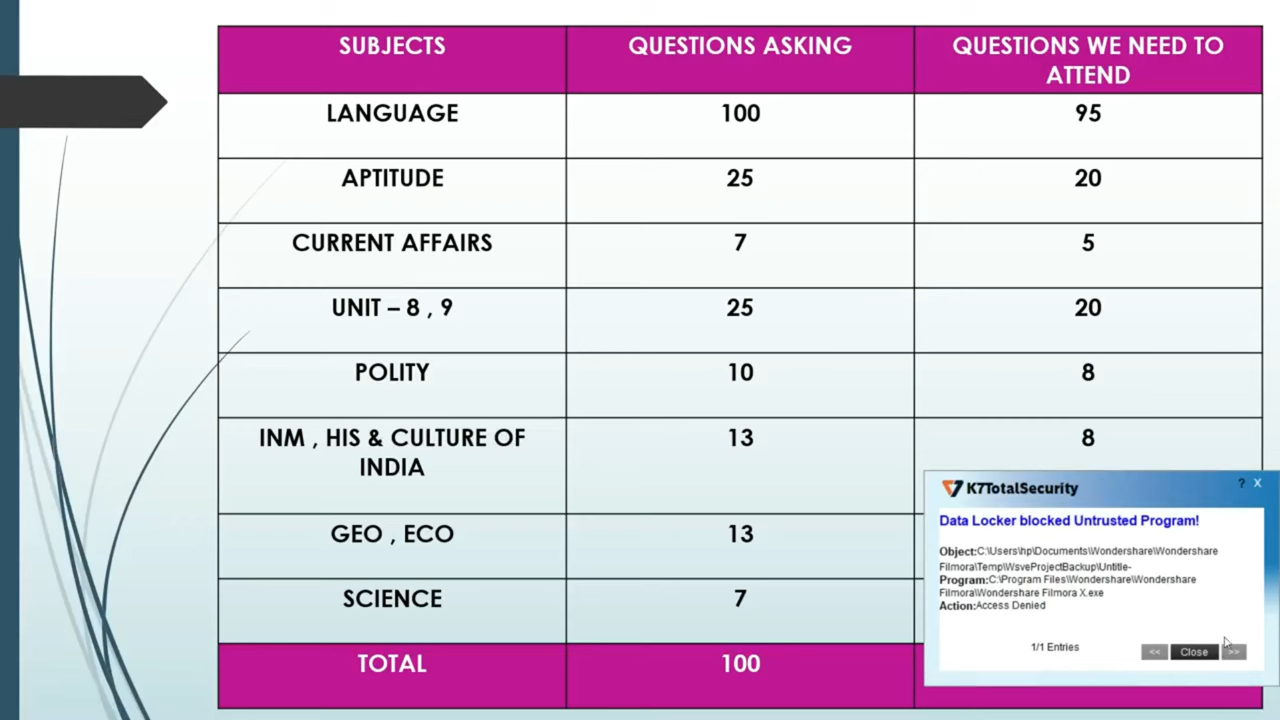 SUBJECTS
QUESTIONS ASKING
QUESTIONS WE NEED TO
ATTEND
LANGUAGE
100
95
APTITUDE
25
20
CURRENT AFFAIRS
7
5
UNIT – 8 , 9
25
20
POLITY
10
8
INM , HIS & CULTURE OF
INDIA
13
8
GEO , ECO
13
SCIENCE
7
TOTAL
100
K7TotalSecurity
? X
Data Locker blocked Untrusted Program!
Object:C:\Users\hp\Documents\Wondershare\Wondershare
Filmora\Temp\WsveProjectBackup\Untitle-
Program:C:\Program Files\Wondershare\Wondershare
Filmora\Wondershare Filmora X.exe
Action:Access Denied
1/1 Entries
<< Close >>